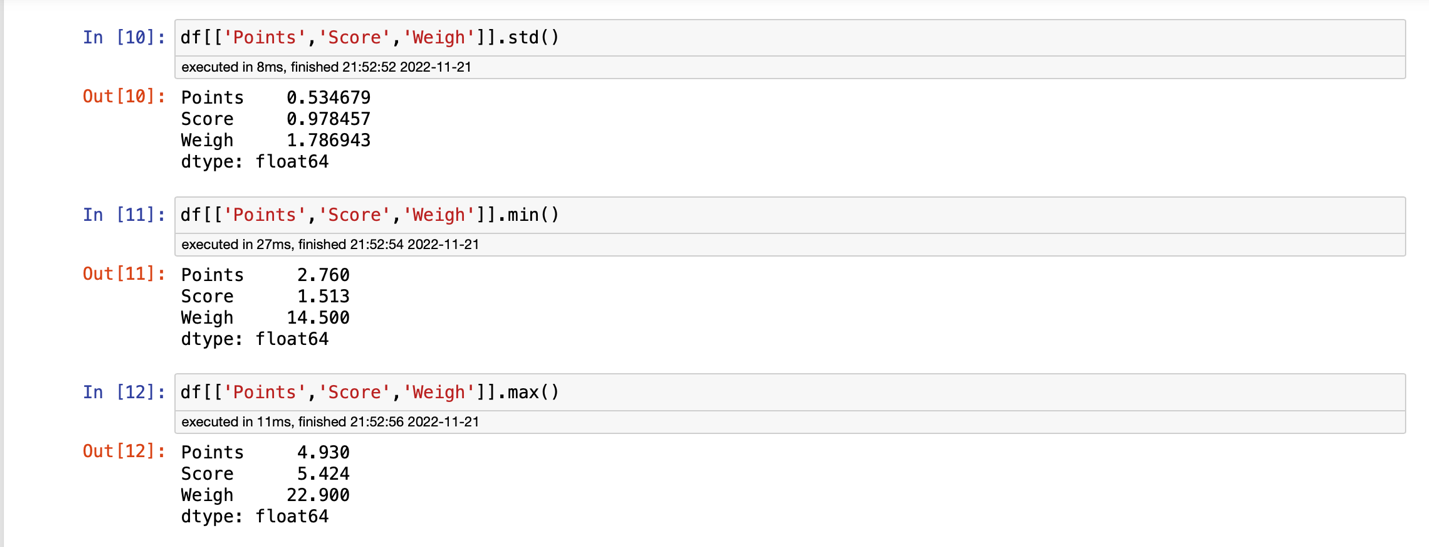 In [10]: df[['Points','Score','Weigh']].std()
executed in 8ms, finished 21:52:52 2022-11-21
Out[10]: Points    0.534679
Score     0.978457
Weigh     1.786943
dtype: float64
In [11]: df[['Points','Score','Weigh']].min()
executed in 27ms, finished 21:52:54 2022-11-21
Out[11]: Points     2.760
Score      1.513
Weigh     14.500
dtype: float64
In [12]: df[['Points','Score','Weigh']].max()
executed in 11ms, finished 21:52:56 2022-11-21
Out[12]: Points     4.930
Score      5.424
Weigh     22.900
dtype: float64